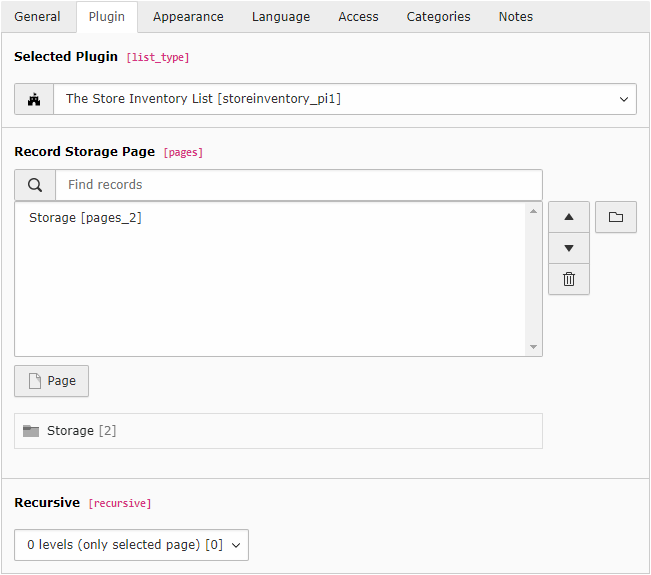 General Plugin Appearance Language Access Categories Notes
Selected Plugin [list_type]
The Store Inventory List [storeinventory_pi1]
Record Storage Page [pages]
Find records
Storage [pages_2]
Page
Storage [2]
Recursive [recursive]
0 levels (only selected page) [0]